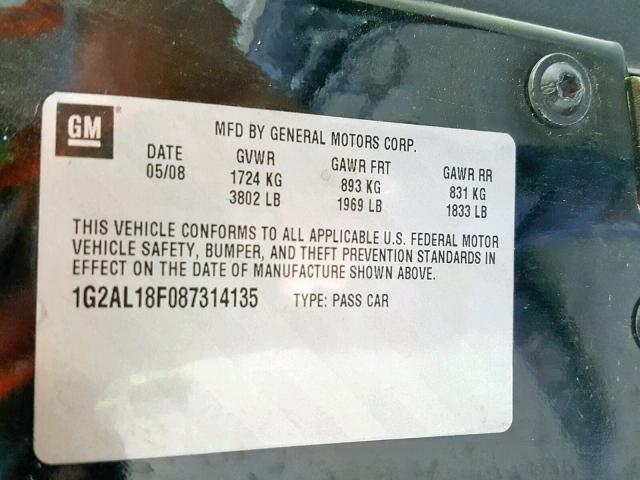 GM® MFD BY GENERAL MOTORS CORP.
DATE GVWR GAWR FRT GAWR RR
05/08 1724 KG 893 KG 831 KG
3802 LB 1969 LB 1833 LB
THIS VEHICLE CONFORMS TO ALL APPLICABLE U.S. FEDERAL MOTOR
VEHICLE SAFETY, BUMPER, AND THEFT PREVENTION STANDARDS IN
EFFECT ON THE DATE OF MANUFACTURE SHOWN ABOVE.
1G2AL18F087314135 TYPE: PASS CAR